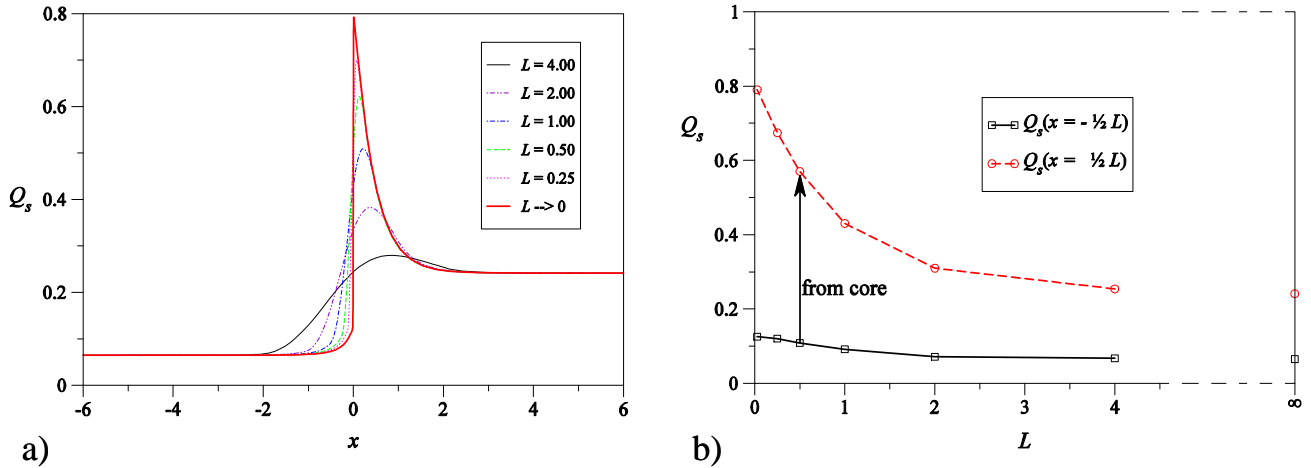 0.8
0.6
0.4
0.2
0
Q_s
-6 -4 -2 0 2 4 6
x
L = 4.00
L = 2.00
L = 1.00
L = 0.50
L = 0.25
L --> 0
a)
1
0.8
0.6
0.4
0.2
0
Q_s
0 1 2 3 4 ∞
L
Q_s(x = - ½ L)
Q_s(x = ½ L)
from core
b)